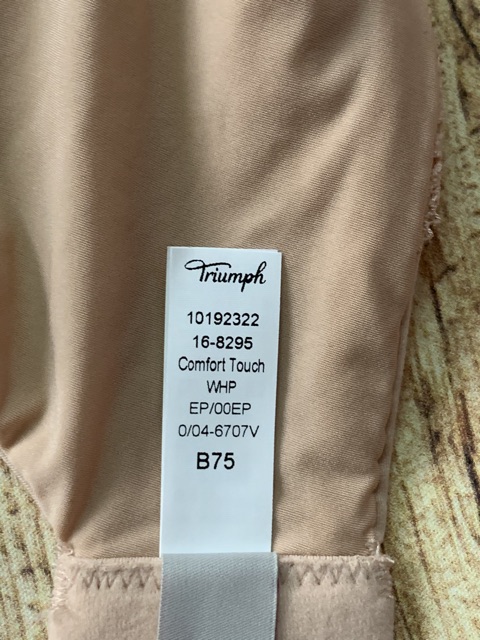 Triumph
10192322
16-8295
Comfort Touch
WHP
EP/00EP
0/04-6707V
B75